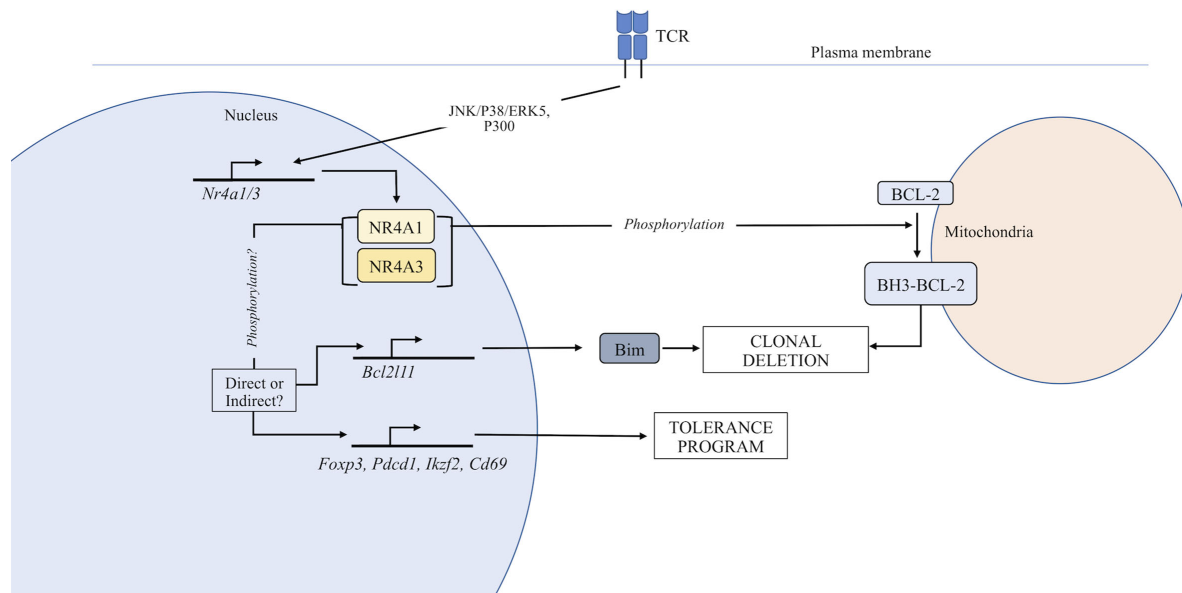 TCR
Plasma membrane
JNK/P38/ERK5,
P300
Nucleus
Nr4a1/3
NR4A1
NR4A3
Phosphorylation
BCL-2
Mitochondria
BH3-BCL-2
Phosphorylation?
Bcl2l11
Bim
CLONAL
DELETION
Direct or
Indirect?
Foxp3, Pdcd1, Ikzf2, Cd69
TOLERANCE
PROGRAM